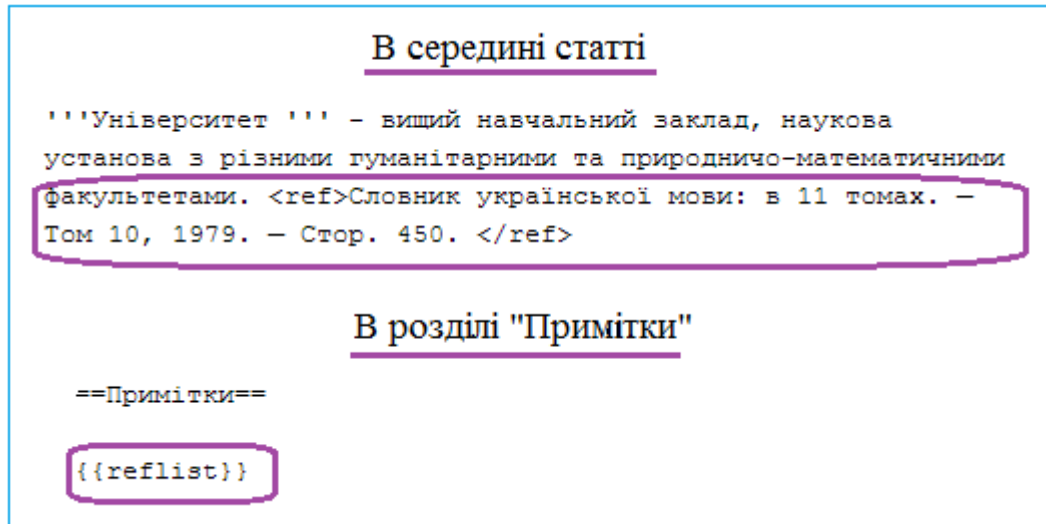 В середині статті
'''Університет ''' – вищий навчальний заклад, наукова
установа з різними гуманітарними та природничо-математичними
факультетами. <ref>Словник української мови: в 11 томах. —
Том 10, 1979. — Стор. 450. </ref>
В розділі "Примітки"
==Примітки==
{{reflist}}